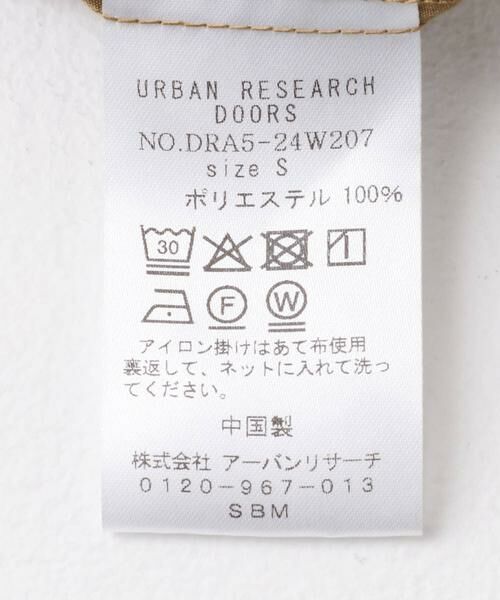 URBAN RESEARCH
DOORS
NO.DRA5-24W207
size S
ポリエステル 100%
30
F W
アイロン掛けはあて布使用
裏返して、ネットに入れて洗っ
てください。
中国製
株式会社 アーバンリサーチ
0120-967-013
SBM